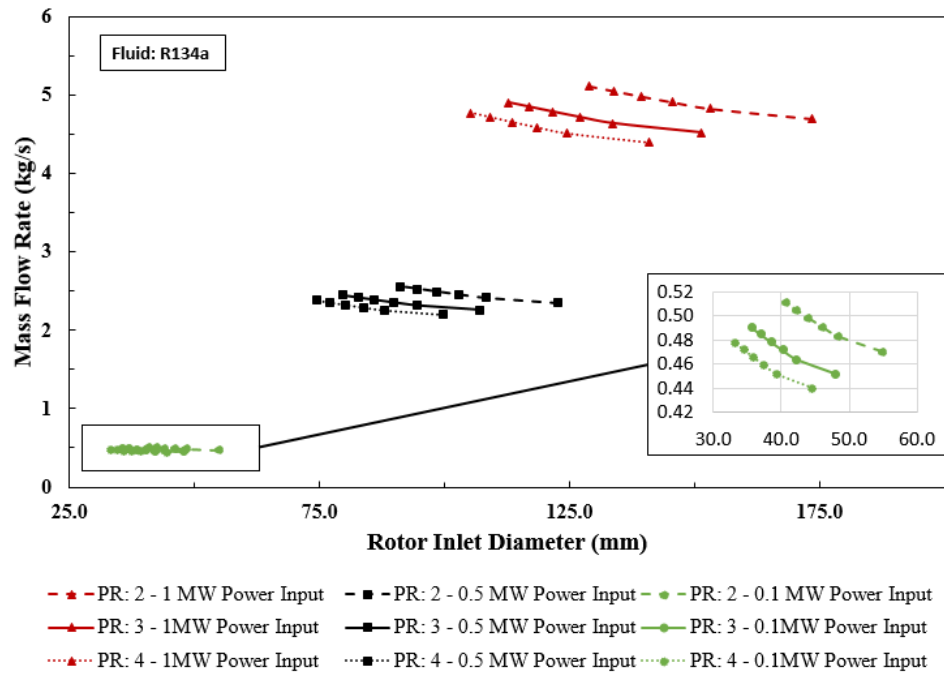 Fluid: R134a
Mass Flow Rate (kg/s)
6
5
4
3
2
1
0
25.0 75.0 125.0 175.0
Rotor Inlet Diameter (mm)
0.52
0.50
0.48
0.46
0.44
0.42
30.0 40.0 50.0 60.0
PR: 2 - 1 MW Power Input PR: 2 - 0.5 MW Power Input PR: 2 - 0.1 MW Power Input
PR: 3 - 1MW Power Input PR: 3 - 0.5 MW Power Input PR: 3 - 0.1MW Power Input
PR: 4 - 1MW Power Input PR: 4 - 0.5 MW Power Input PR: 4 - 0.1MW Power Input